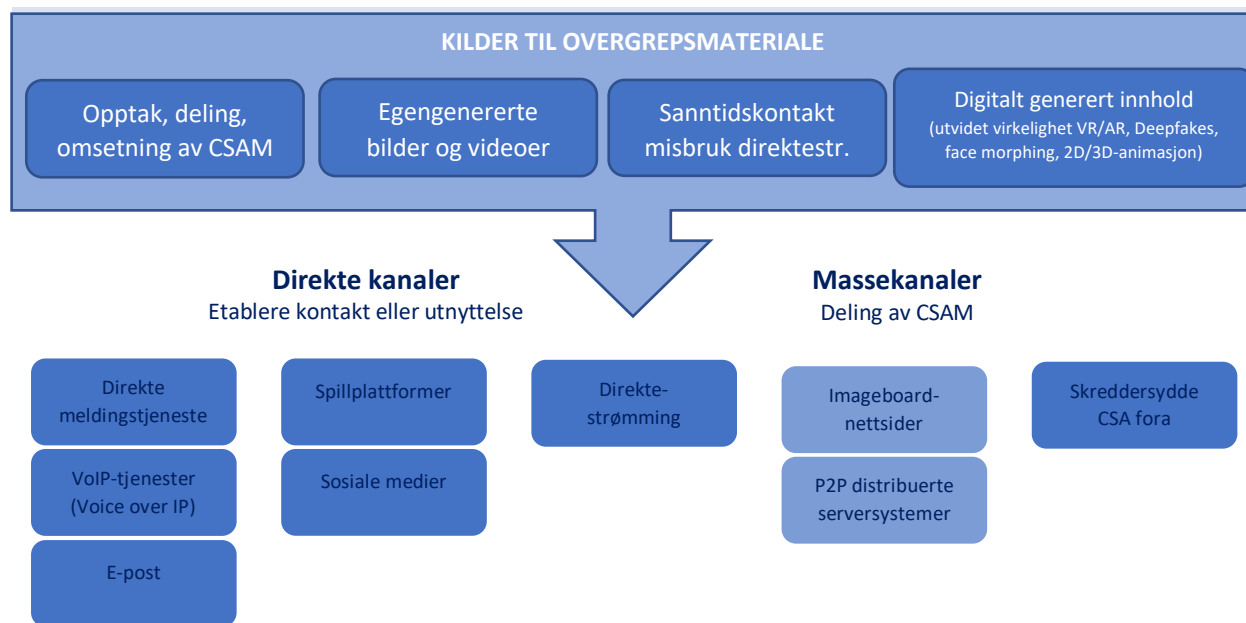 KILDER TIL OVERGREPSMATERIALE
Opptak, deling,
omsetning av CSAM
Egengenererte
bilder og videoer
Sanntidskontakt
misbruk direktestr.
Digitalt generert innhold
(utvidet virkelighet VR/AR, Deepfakes,
face morphing, 2D/3D-animasjon)
Direkte kanaler
Etablere kontakt eller utnyttelse
Massekanaler
Deling av CSAM
Direkte
meldingstjeneste
VoIP-tjenester
(Voice over IP)
E-post
Spillplattformer
Sosiale medier
Direkte-
strømming
Imageboard-
nettsider
P2P distribuerte
serversystemer
Skreddersydde
CSA fora